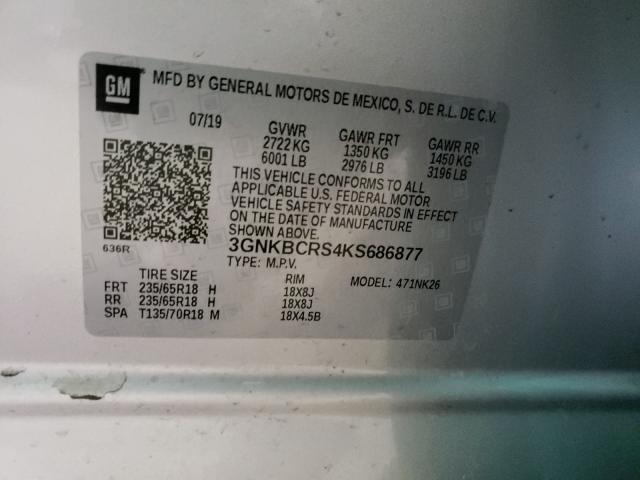 GM MFD BY GENERAL MOTORS DE MEXICO, S. DE R.L. DE C.V.
07/19 GVWR GAWR FRT GAWR RR
2722 KG 1350 KG 1450 KG
6001 LB 2976 LB 3196 LB
THIS VEHICLE CONFORMS TO ALL
APPLICABLE U.S. FEDERAL MOTOR
VEHICLE SAFETY STANDARDS IN EFFECT
ON THE DATE OF MANUFACTURE
SHOWN ABOVE.
636R
3GNKBCRS4KS686877
TYPE: M.P.V.
MODEL: 471NK26
TIRE SIZE RIM
FRT 235/65R18 H 18X8J
RR 235/65R18 H 18X8J
SPA T135/70R18 M 18X4.5B